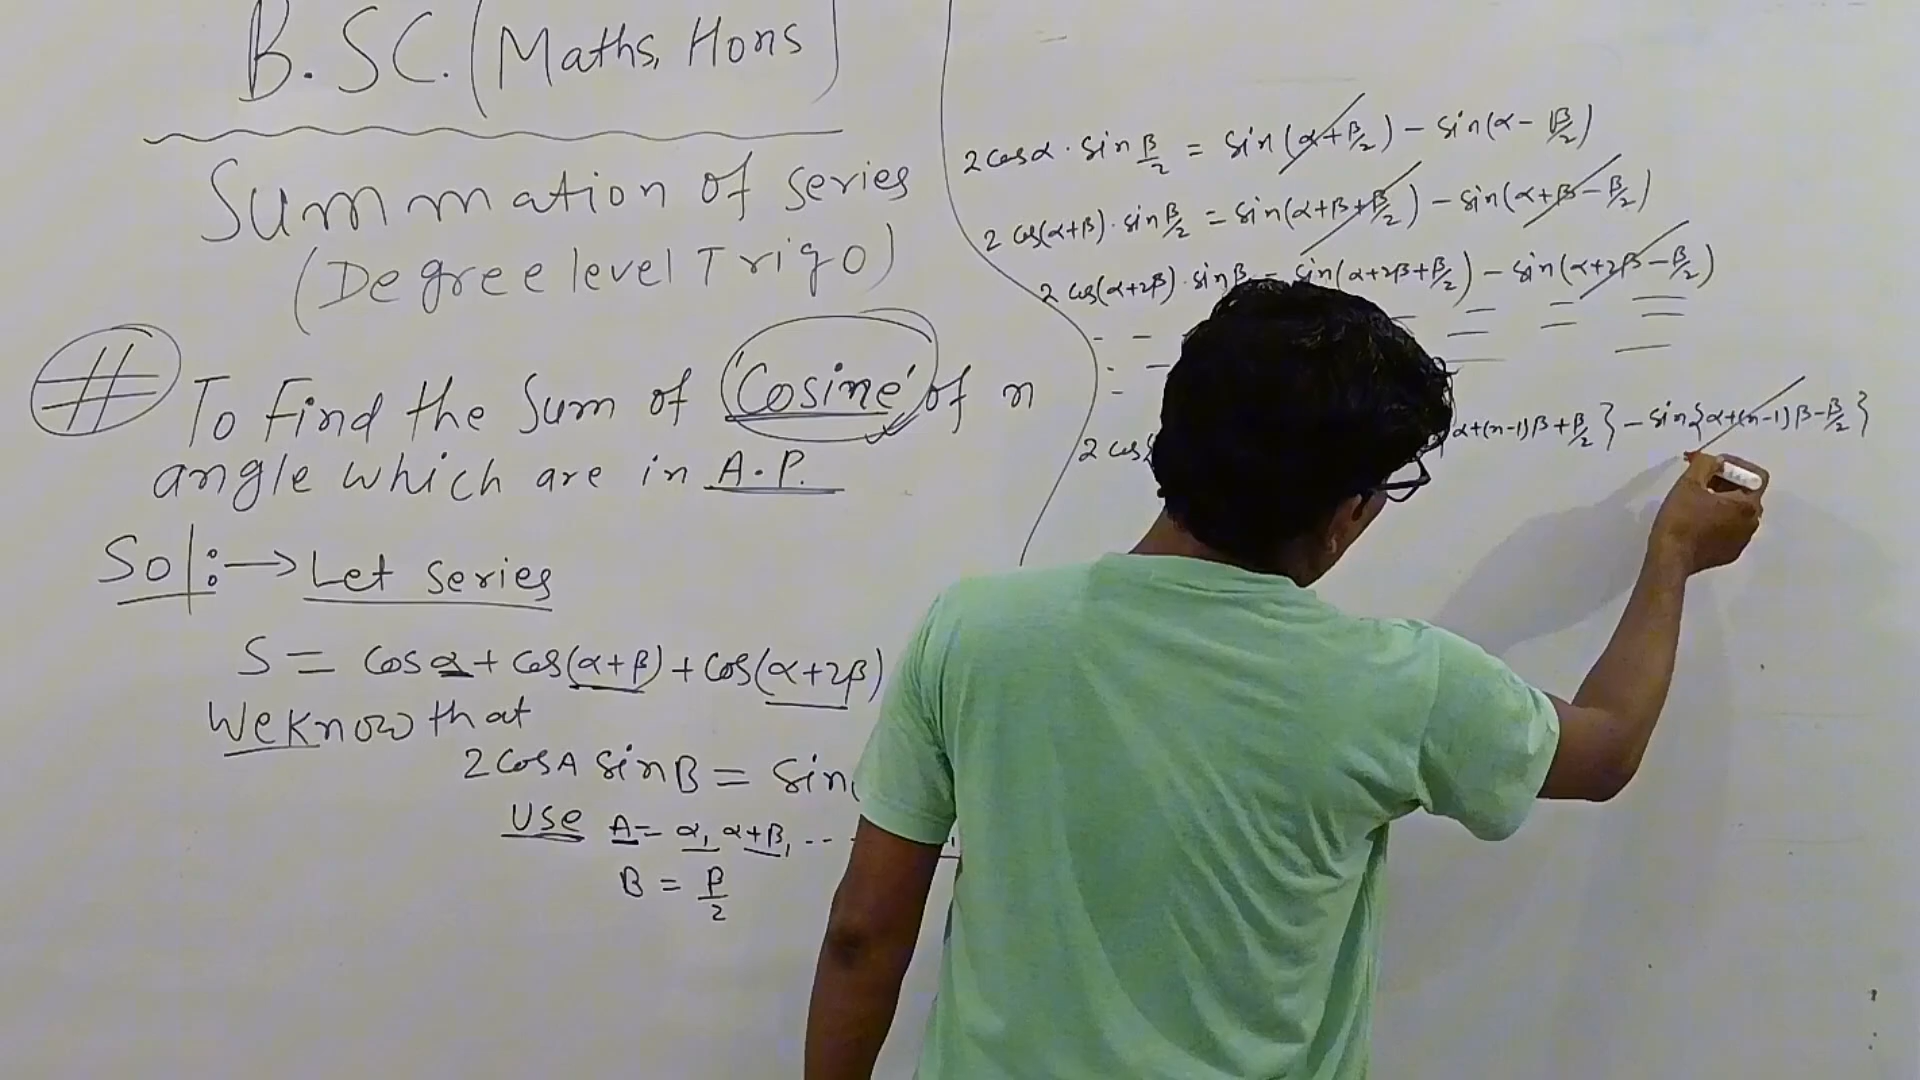 B.SC. (Maths, Hons)
Summation of series
(Degree level Trigo)
# To Find the Sum of 'Cosine' of n
angle which are in A.P.
Sol: → Let series
S = cosα + cos(α+β) + cos(α+2β)
We know that
2cosA sinB = sin
Use A = α, α+β, --
B = β/2
2cosα · sin β/2 = sin(α+β/2) - sin(α-β/2)
2 cos(α+β) · sin β/2 = sin(α+β+β/2) - sin(α+β-β/2)
2 cos(α+2β) · sin β = sin(α+2β+β/2) - sin(α+2β-β/2)
2 cos{ α+(n-1)β+β/2} - sin{α+(n-1)β-β/2}